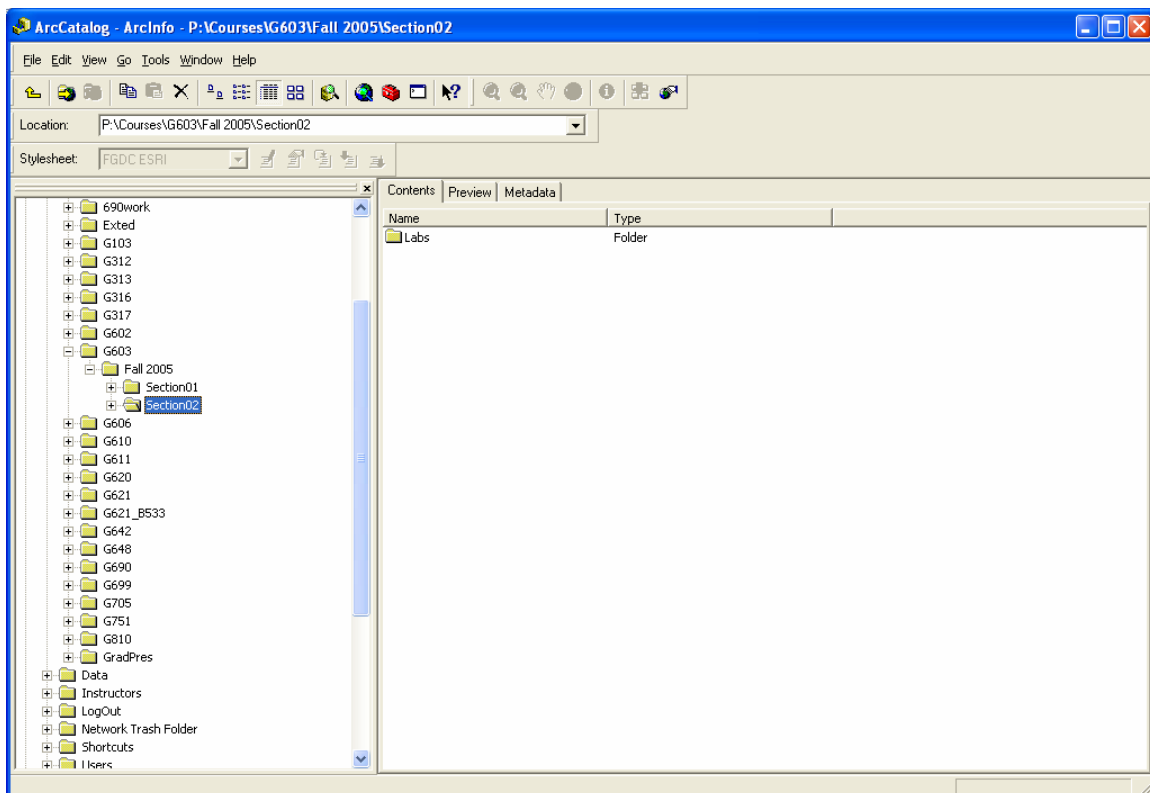 ArcCatalog - ArcInfo - P:\Courses\G603\Fall 2005\Section02
File Edit View Go Tools Window Help
Location: P:\Courses\G603\Fall 2005\Section02
Stylesheet: FGDC ESRI
690work
Exted
G103
G312
G313
G316
G317
G602
G603
Fall 2005
Section01
Section02
G606
G610
G611
G620
G621
G621_B533
G642
G648
G690
G699
G705
G751
G810
GradPres
Data
Instructors
LogOut
Network Trash Folder
Shortcuts
Users
Contents Preview Metadata
Name Type
Labs Folder